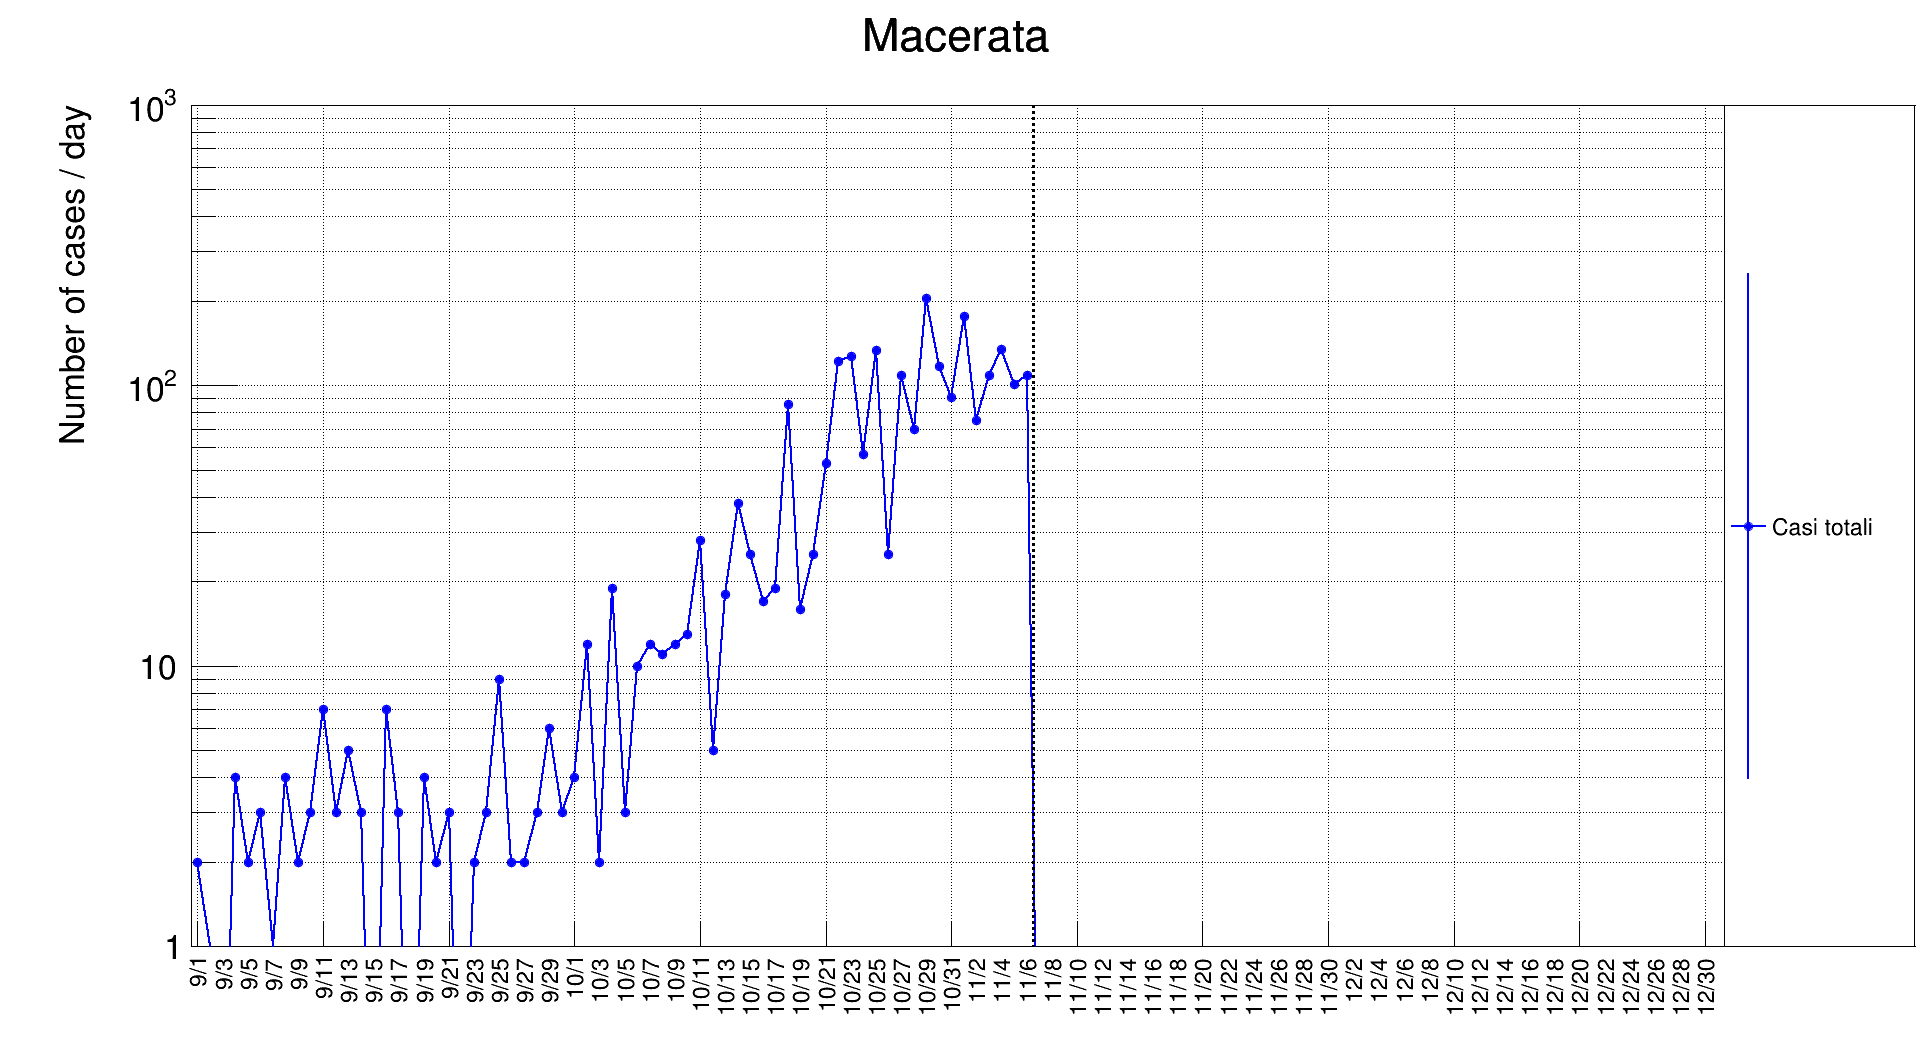 Macerata
Number of cases / day
10³
10²
10
1
9/1 9/3 9/5 9/7 9/9 9/11 9/13 9/15 9/17 9/19 9/21 9/23 9/25 9/27 9/29 10/1 10/3 10/5 10/7 10/9 10/11 10/13 10/15 10/17 10/19 10/21 10/23 10/25 10/27 10/29 10/31 11/2 11/4 11/6 11/8 11/10 11/12 11/14 11/16 11/18 11/20 11/22 11/24 11/26 11/28 11/30 12/2 12/4 12/6 12/8 12/10 12/12 12/14 12/16 12/18 12/20 12/22 12/24 12/26 12/28 12/30
Casi totali